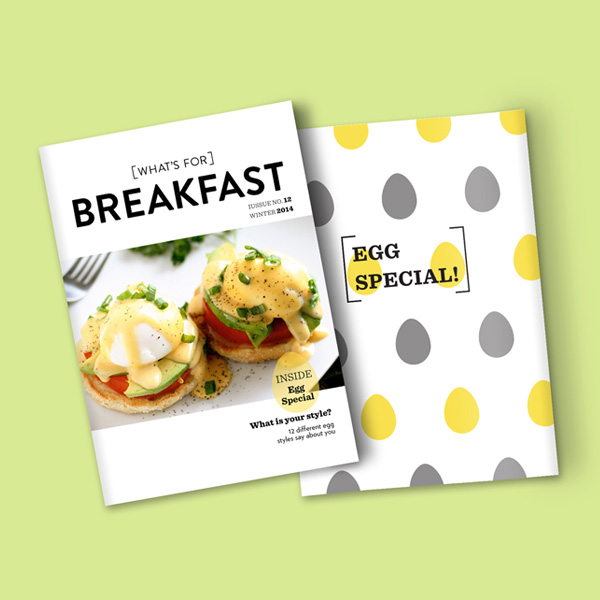 [WHAT'S FOR]
BREAKFAST
IUSSUE NO. 12
WINTER 2014
INSIDE
Egg
Special
What is your style?
12 different egg
styles say about you
[EGG
SPECIAL!]